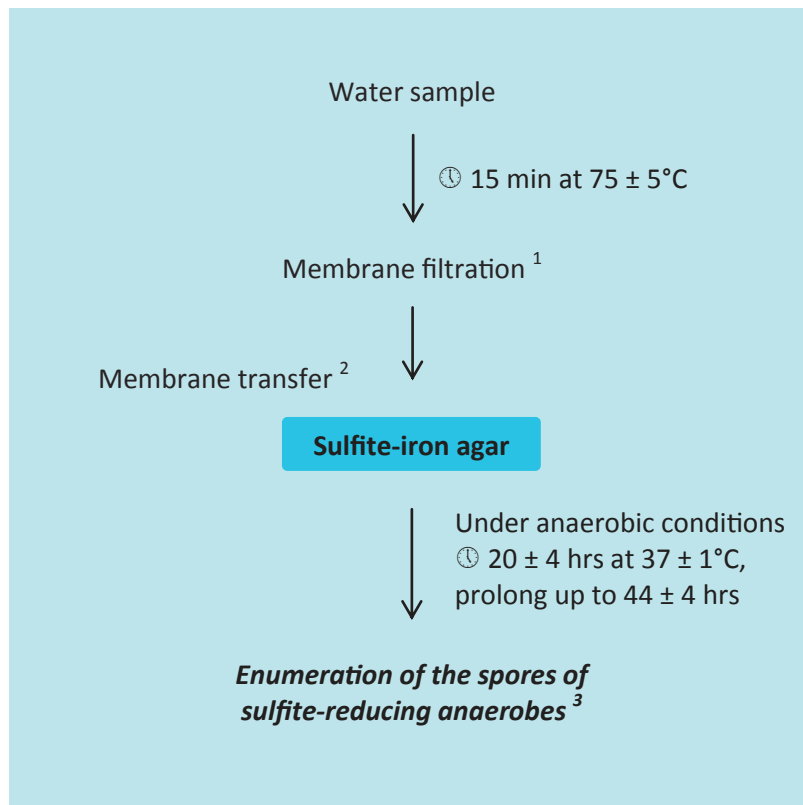 Water sample
🕔 15 min at 75 ± 5°C
Membrane filtration ¹
Membrane transfer ²
Sulfite-iron agar
Under anaerobic conditions
🕔 20 ± 4 hrs at 37 ± 1°C,
prolong up to 44 ± 4 hrs
Enumeration of the spores of
sulfite-reducing anaerobes ³